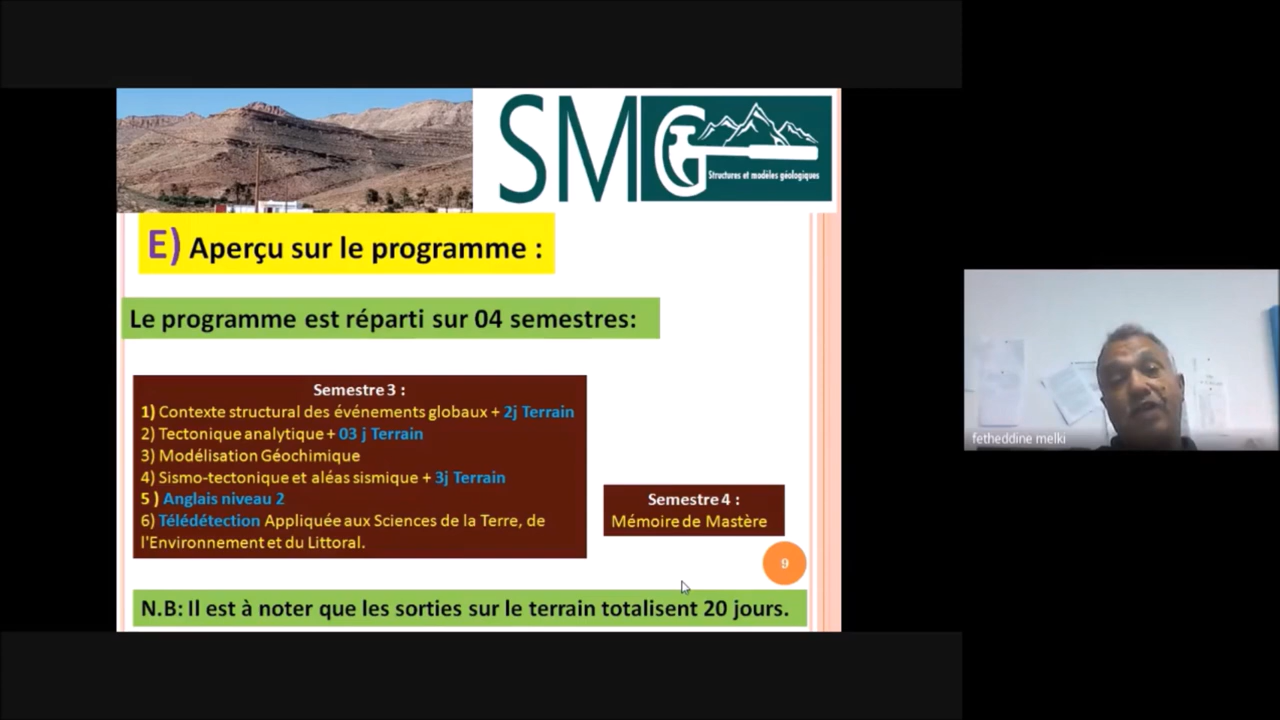 SMG
Structures et modèles géologiques
E) Aperçu sur le programme :
Le programme est réparti sur 04 semestres:
Semestre 3 :
1) Contexte structural des événements globaux + 2j Terrain
2) Tectonique analytique + 03 j Terrain
3) Modélisation Géochimique
4) Sismo-tectonique et aléas sismique + 3j Terrain
5 ) Anglais niveau 2
6) Télédétection Appliquée aux Sciences de la Terre, de
l'Environnement et du Littoral.
Semestre 4 :
Mémoire de Mastère
9
N.B: Il est à noter que les sorties sur le terrain totalisent 20 jours.
fetheddine melki